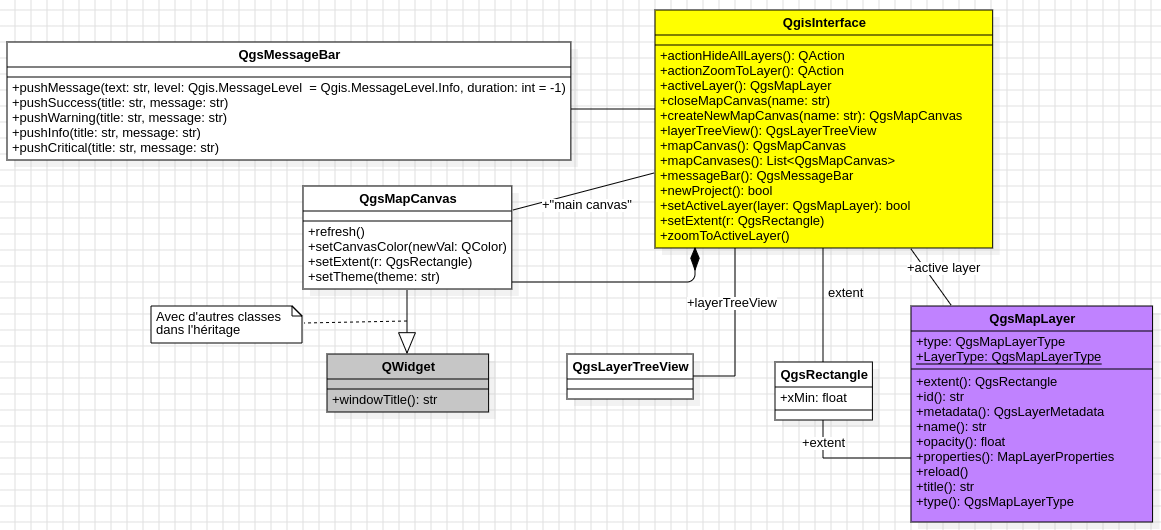 QgsMessageBar
+pushMessage(text: str, level: Qgis.MessageLevel  = Qgis.MessageLevel.Info, duration: int = -1)
+pushSuccess(title: str, message: str)
+pushWarning(title: str, message: str)
+pushInfo(title: str, message: str)
+pushCritical(title: str, message: str)
QgisInterface
+actionHideAllLayers(): QAction
+actionZoomToLayer(): QAction
+activeLayer(): QgsMapLayer
+closeMapCanvas(name: str)
+createNewMapCanvas(name: str): QgsMapCanvas
+layerTreeView(): QgsLayerTreeView
+mapCanvas(): QgsMapCanvas
+mapCanvases(): List<QgsMapCanvas>
+messageBar(): QgsMessageBar
+newProject(): bool
+setActiveLayer(layer: QgsMapLayer): bool
+setExtent(r: QgsRectangle)
+zoomToActiveLayer()
QgsMapCanvas
+refresh()
+setCanvasColor(newVal: QColor)
+setExtent(r: QgsRectangle)
+setTheme(theme: str)
+"main canvas"
+layerTreeView
extent
+active layer
Avec d'autres classes
dans l'héritage
QWidget
+windowTitle(): str
QgsLayerTreeView
QgsRectangle
+xMin: float
+extent
QgsMapLayer
+type: QgsMapLayerType
+LayerType: QgsMapLayerType
+extent(): QgsRectangle
+id(): str
+metadata(): QgsLayerMetadata
+name(): str
+opacity(): float
+properties(): MapLayerProperties
+reload()
+title(): str
+type(): QgsMapLayerType